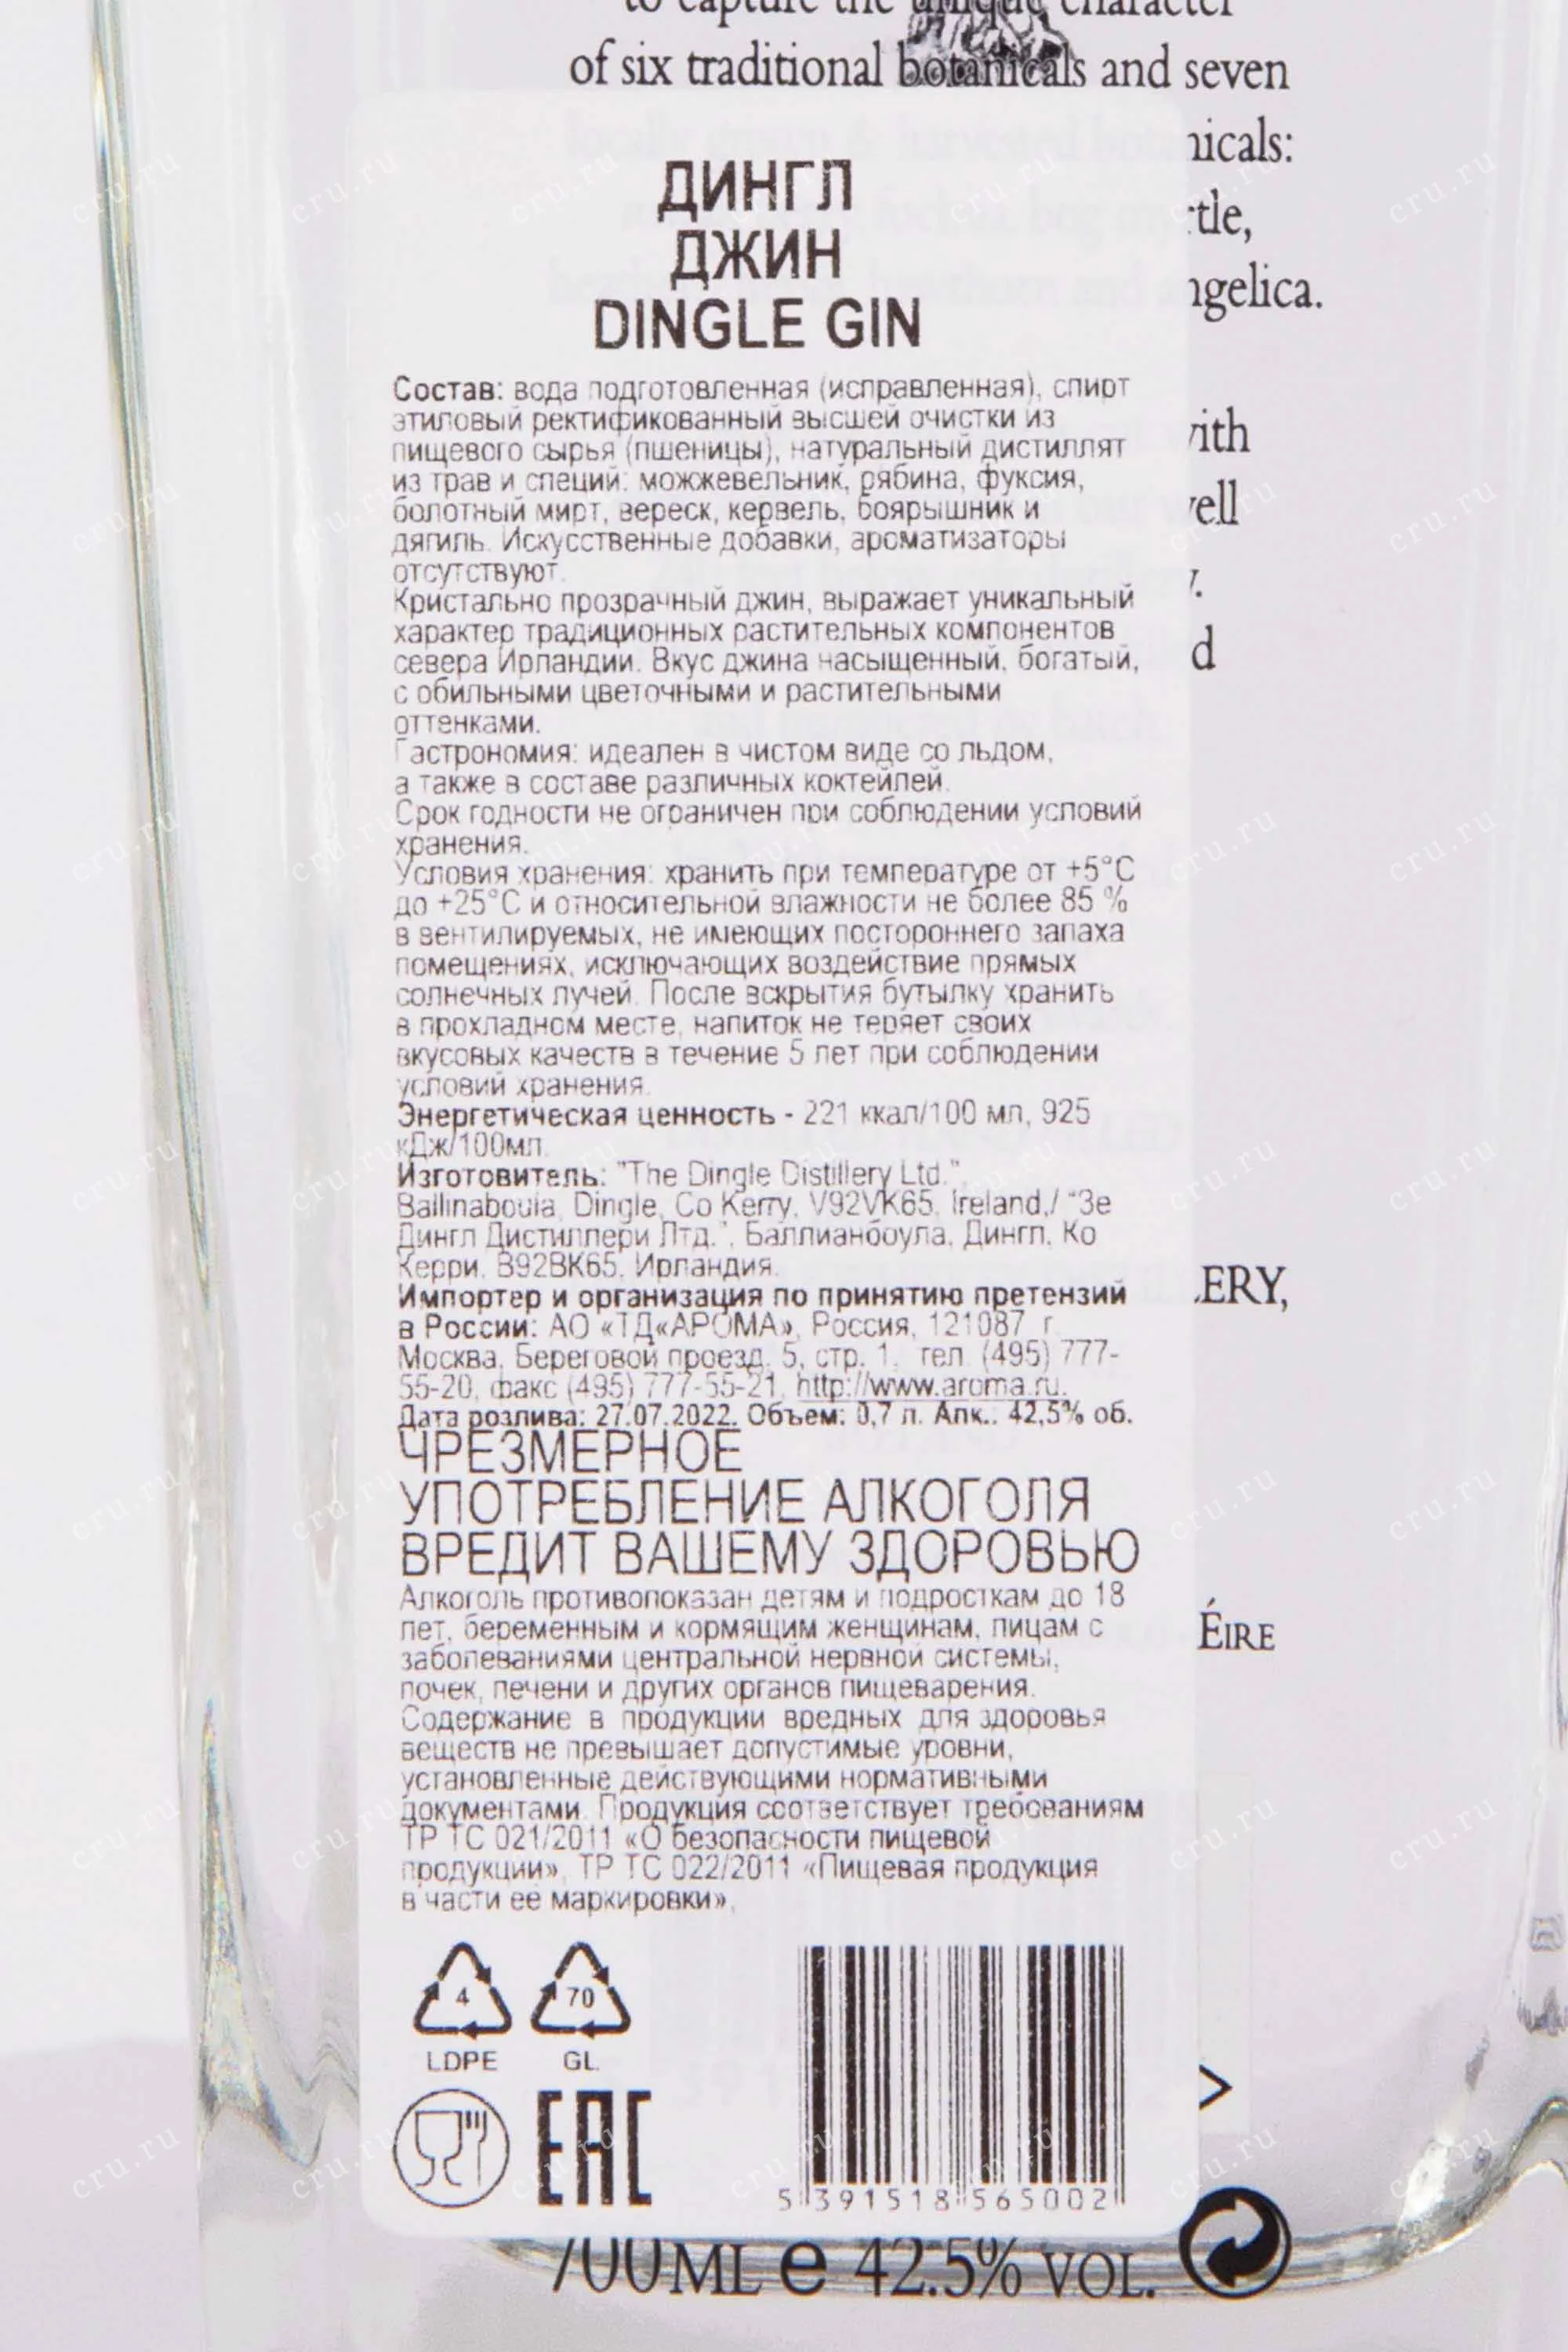 to capture the unique character
of six traditional botanicals and seven
nicals:
tle,
ngelica.
ith
ell
y.
d
ДИНГЛ
ДЖИН
DINGLE GIN
Состав: вода подготовленная (исправленная), спирт
этиловый ректификованный высшей очистки из
пищевого сырья (пшеницы), натуральный дистиллят
из трав и специй: можжевельник, рябина, фуксия,
болотный мирт, вереск, кервель, боярышник и
дягиль. Искусственные добавки, ароматизаторы
отсутствуют.
Кристально прозрачный джин, выражает уникальный
характер традиционных растительных компонентов
севера Ирландии. Вкус джина насыщенный, богатый,
с обильными цветочными и растительными
оттенками.
Гастрономия: идеален в чистом виде со льдом,
а также в составе различных коктейлей.
Срок годности не ограничен при соблюдении условий
хранения.
Условия хранения: хранить при температуре от +5°C
до +25°C и относительной влажности не более 85 %
в вентилируемых, не имеющих постороннего запаха
помещениях, исключающих воздействие прямых
солнечных лучей. После вскрытия бутылку хранить
в прохладном месте, напиток не теряет своих
вкусовых качеств в течение 5 лет при соблюдении
условий хранения.
Энергетическая ценность - 221 ккал/100 мл, 925
кДж/100мл.
Изготовитель: "The Dingle Distillery Ltd.",
Ballinaboula, Dingle, Co Kerry, V92VK65, Ireland,/ "Зе
Дингл Дистиллери Лтд.", Баллианбоула, Дингл, Ко
Керри, В92ВК65, Ирландия.
Импортер и организация по принятию претензий
в России: АО «ТД«АРОМА», Россия, 121087, г.
Москва, Береговой проезд, 5, стр. 1, тел. (495) 777-
55-20, факс (495) 777-55-21, http://www.aroma.ru.
Дата розлива: 27.07.2022. Объем: 0,7 л. Алк.: 42,5% об.
ЧРЕЗМЕРНОЕ
УПОТРЕБЛЕНИЕ АЛКОГОЛЯ
ВРЕДИТ ВАШЕМУ ЗДОРОВЬЮ
Алкоголь противопоказан детям и подросткам до 18
лет, беременным и кормящим женщинам, лицам с
заболеваниями центральной нервной системы,
почек, печени и других органов пищеварения.
Содержание в продукции вредных для здоровья
веществ не превышает допустимые уровни,
установленные действующими нормативными
документами. Продукция соответствует требованиям
ТР ТС 021/2011 «О безопасности пищевой
продукции», ТР ТС 022/2011 «Пищевая продукция
в части ее маркировки».
LERY,
ÉIRE
4
70
LDPE
GL
EAC
5 391518 565002
>
700ML e 42.5% VOL.
cru.ru